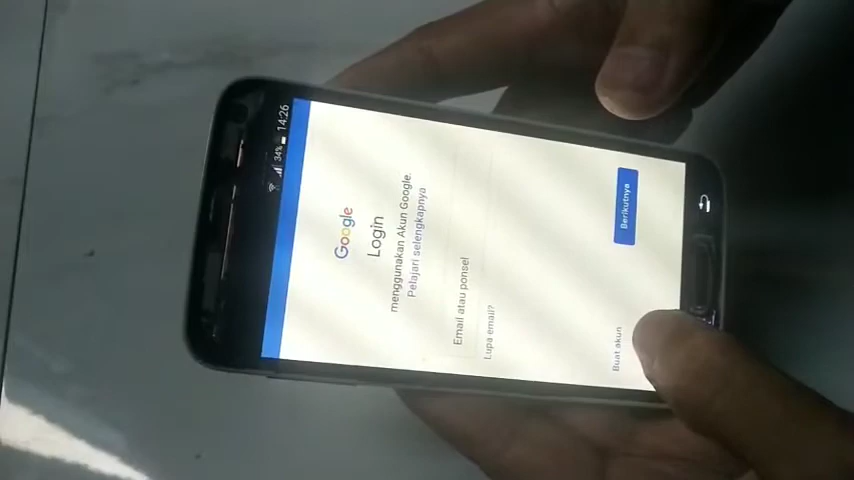 34% 14:26
Google
Login
menggunakan Akun Google.
Pelajari selengkapnya
Email atau ponsel
Lupa email?
Buat akun
Berikutnya